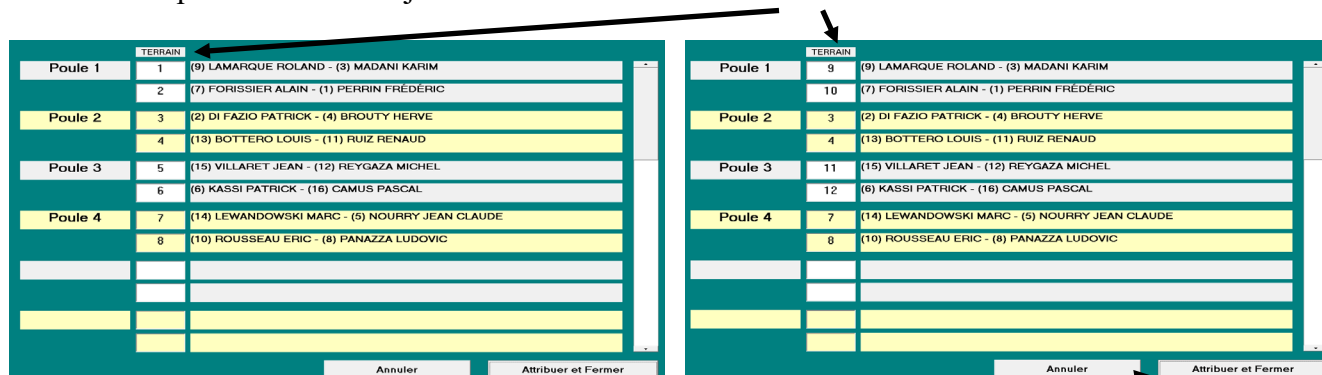 TERRAIN
Poule 1 1 (9) LAMARQUE ROLAND - (3) MADANI KARIM
2 (7) FORISSIER ALAIN - (1) PERRIN FRÉDÉRIC
Poule 2 3 (2) DI FAZIO PATRICK - (4) BROUTY HERVE
4 (13) BOTTERO LOUIS - (11) RUIZ RENAUD
Poule 3 5 (15) VILLARET JEAN - (12) REYGAZA MICHEL
6 (6) KASSI PATRICK - (16) CAMUS PASCAL
Poule 4 7 (14) LEWANDOWSKI MARC - (5) NOURRY JEAN CLAUDE
8 (10) ROUSSEAU ERIC - (8) PANAZZA LUDOVIC
Annuler Attribuer et Fermer
TERRAIN
Poule 1 9 (9) LAMARQUE ROLAND - (3) MADANI KARIM
10 (7) FORISSIER ALAIN - (1) PERRIN FRÉDÉRIC
Poule 2 3 (2) DI FAZIO PATRICK - (4) BROUTY HERVE
4 (13) BOTTERO LOUIS - (11) RUIZ RENAUD
Poule 3 11 (15) VILLARET JEAN - (12) REYGAZA MICHEL
12 (6) KASSI PATRICK - (16) CAMUS PASCAL
Poule 4 7 (14) LEWANDOWSKI MARC - (5) NOURRY JEAN CLAUDE
8 (10) ROUSSEAU ERIC - (8) PANAZZA LUDOVIC
Annuler Attribuer et Fermer